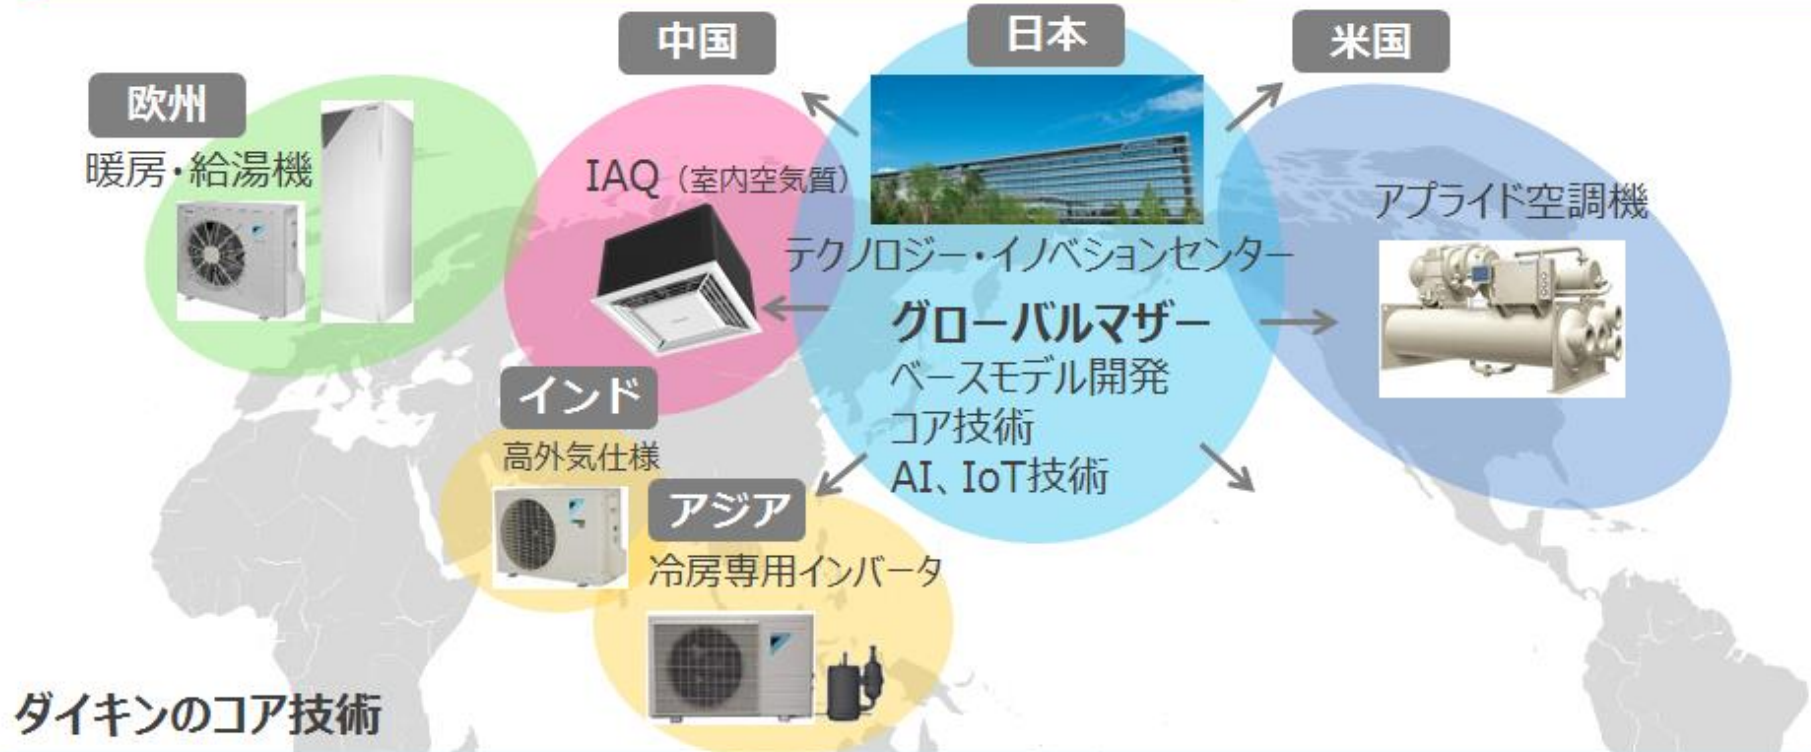 欧州
暖房・給湯機
中国
IAQ（室内空気質）
日本
テクノロジー・イノベションセンター
グローバルマザー
ベースモデル開発
コア技術
AI、IoT技術
米国
アプライド空調機
インド
高外気仕様
アジア
冷房専用インバータ
ダイキンのコア技術